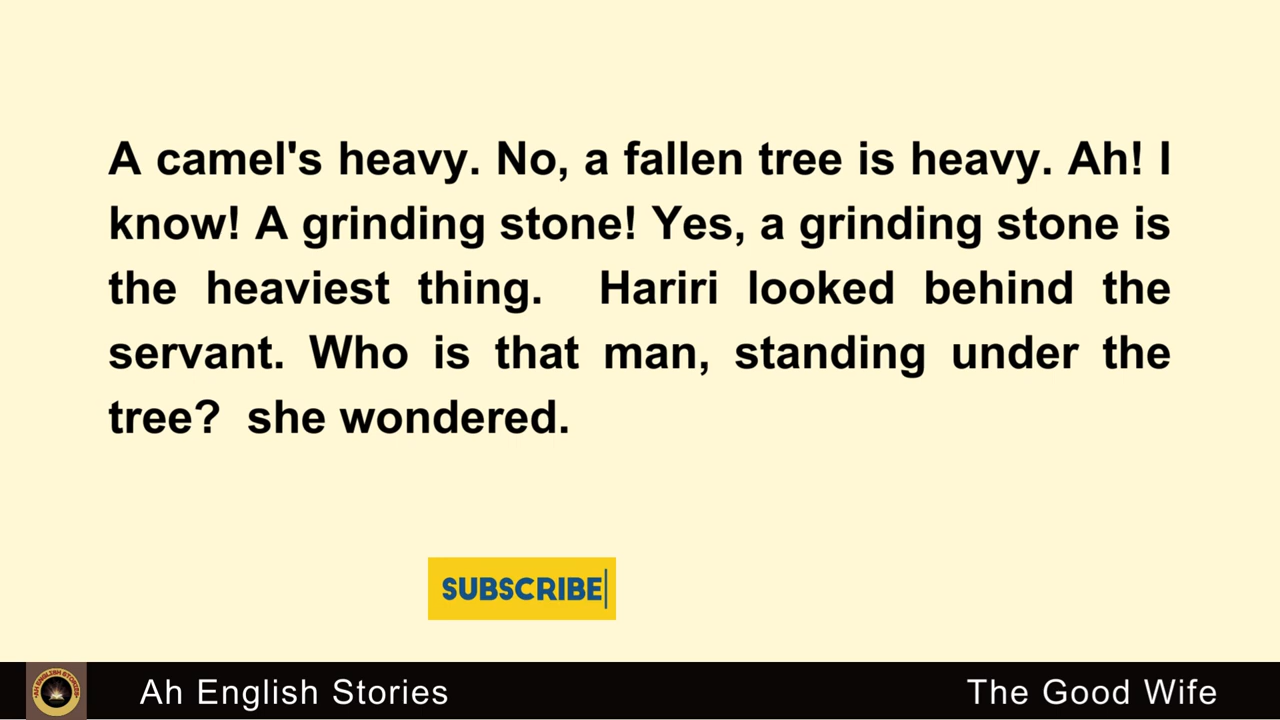 A camel's heavy. No, a fallen tree is heavy. Ah! I
know! A grinding stone! Yes, a grinding stone is
the heaviest thing.  Hariri looked behind the
servant. Who is that man, standing under the
tree?  she wondered.
SUBSCRIBE
Ah English Stories
The Good Wife